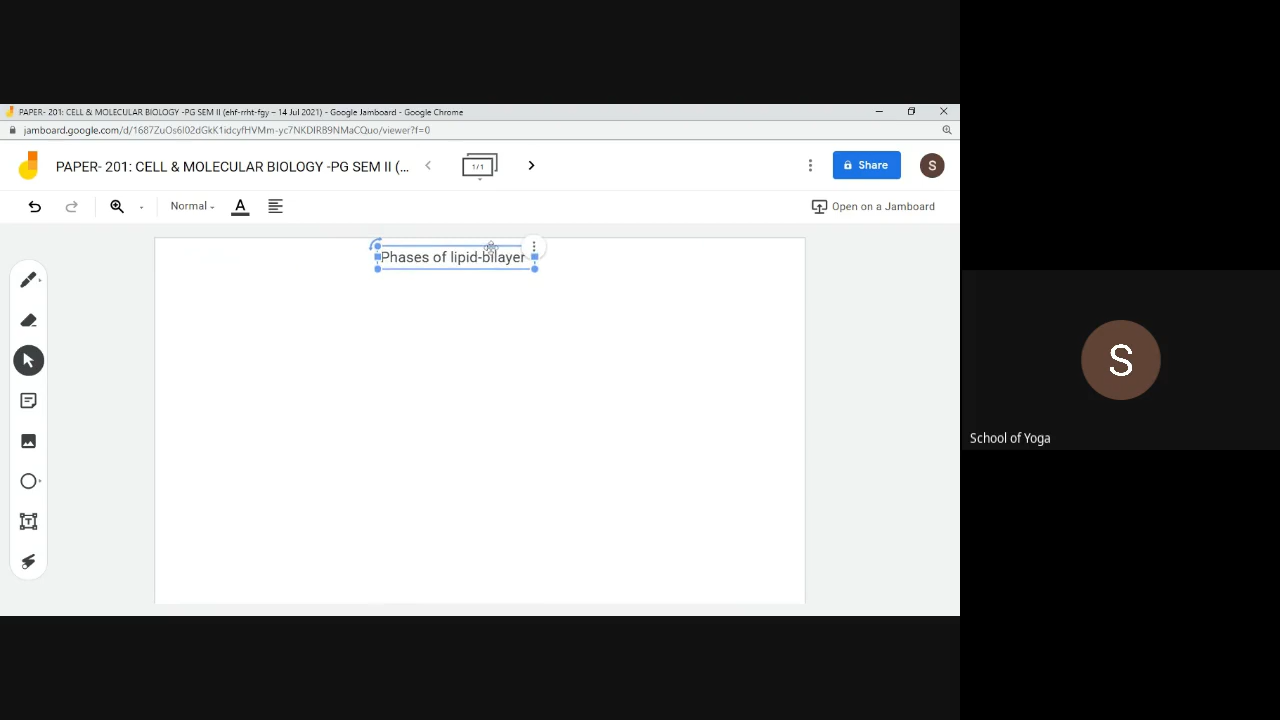 PAPER- 201: CELL & MOLECULAR BIOLOGY -PG SEM II (ehf-rrht-fgy – 14 Jul 2021) - Google Jamboard - Google Chrome
jamboard.google.com/d/1687ZuOs6I02dGkK1idcyfHVMm-yc7NKDIRB9NMaCQuo/viewer?f=0
PAPER- 201: CELL & MOLECULAR BIOLOGY -PG SEM II (...
1/1
Share
S
Normal
A
Open on a Jamboard
Phases of lipid-bilayer
T
S
School of Yoga